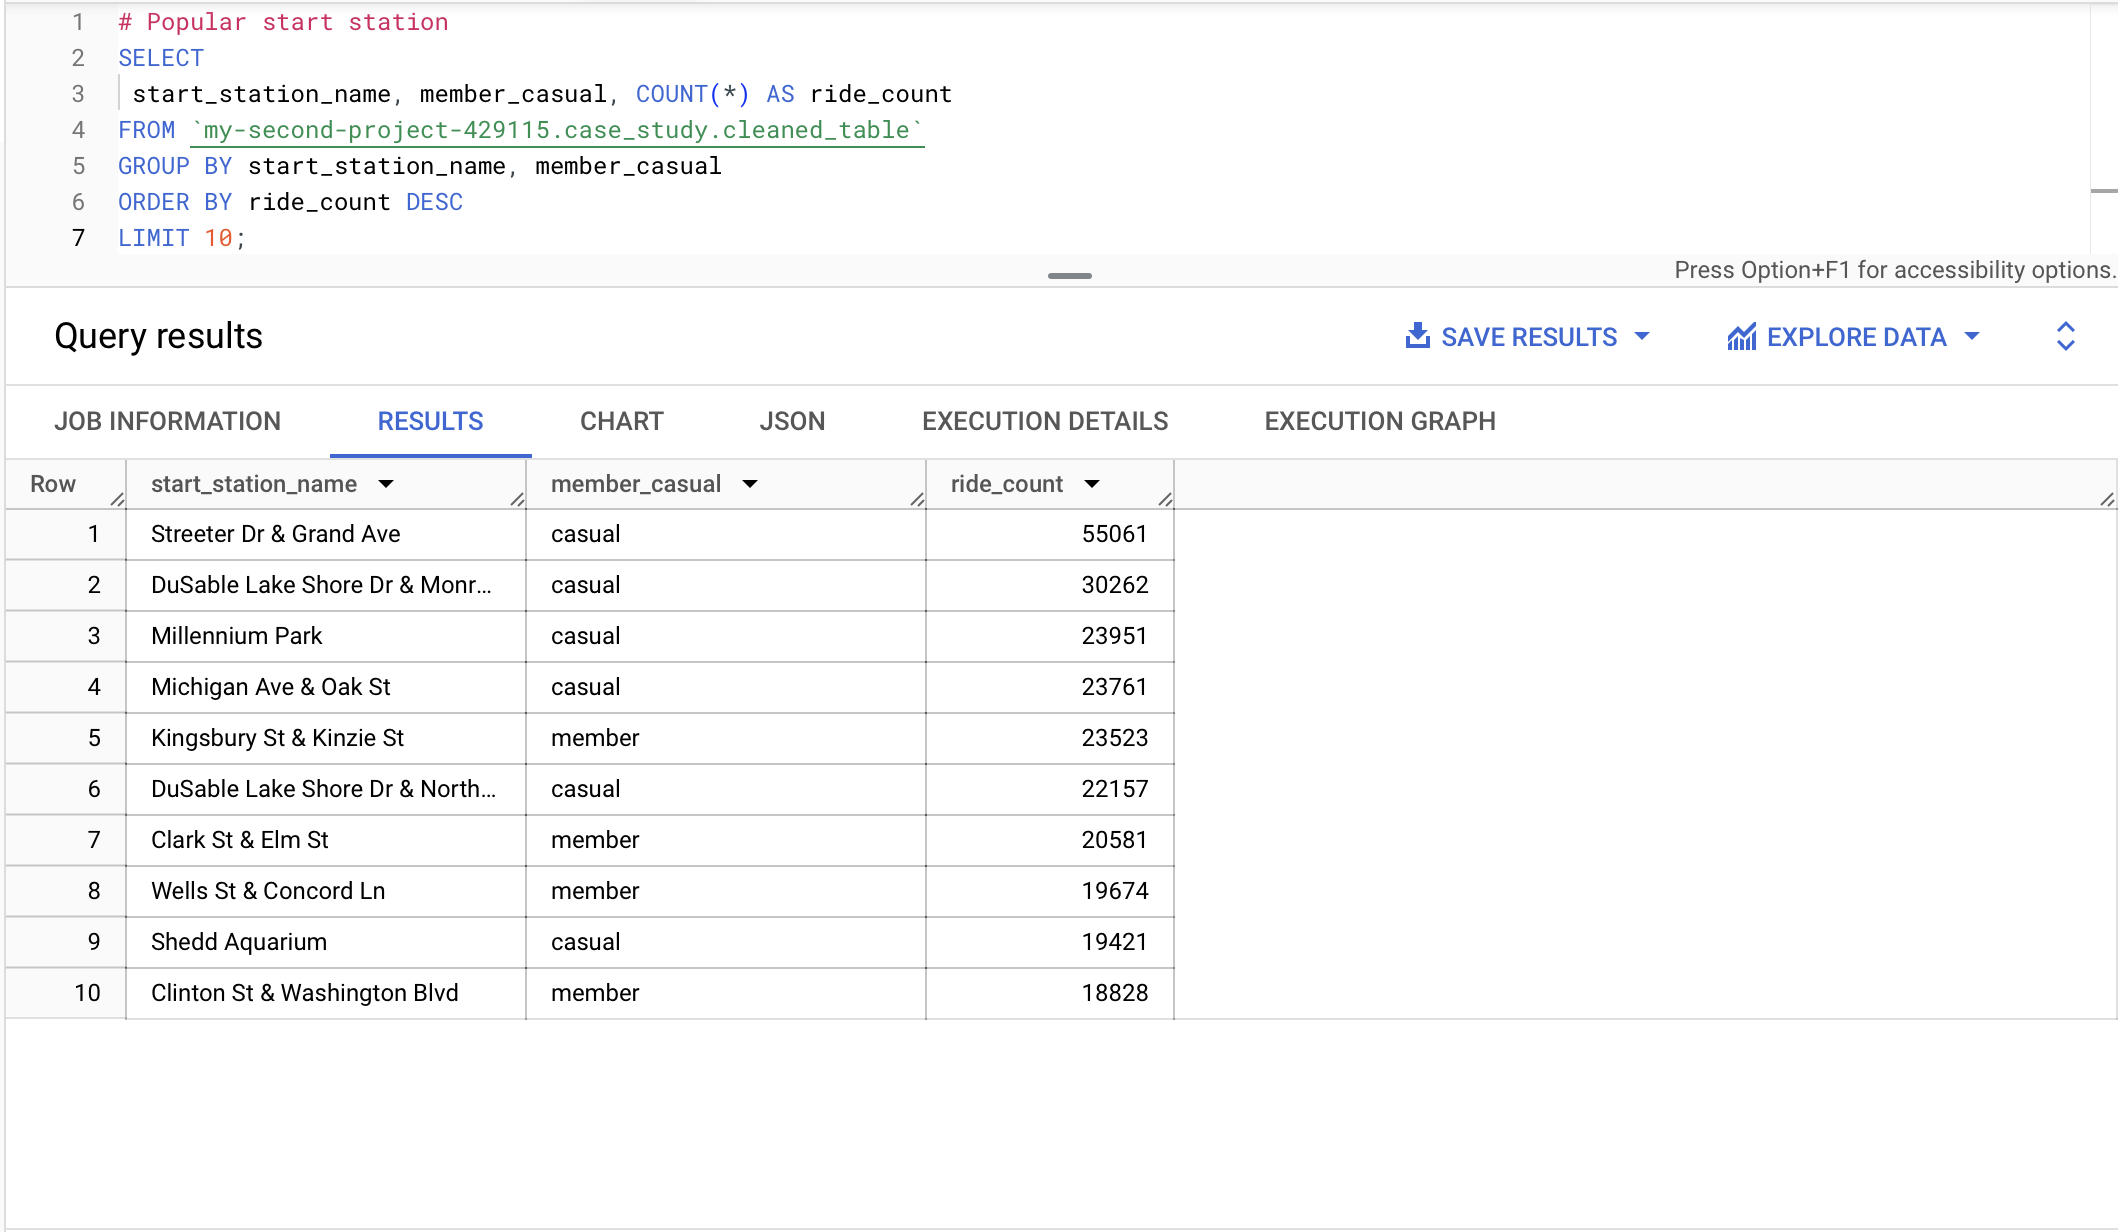 1 # Popular start station
2 SELECT
3 start_station_name, member_casual, COUNT(*) AS ride_count
4 FROM `my-second-project-429115.case_study.cleaned_table`
5 GROUP BY start_station_name, member_casual
6 ORDER BY ride_count DESC
7 LIMIT 10;
Press Option+F1 for accessibility options.
Query results SAVE RESULTS EXPLORE DATA
JOB INFORMATION RESULTS CHART JSON EXECUTION DETAILS EXECUTION GRAPH
Row start_station_name member_casual ride_count
1 Streeter Dr & Grand Ave casual 55061
2 DuSable Lake Shore Dr & Monr... casual 30262
3 Millennium Park casual 23951
4 Michigan Ave & Oak St casual 23761
5 Kingsbury St & Kinzie St member 23523
6 DuSable Lake Shore Dr & North... casual 22157
7 Clark St & Elm St member 20581
8 Wells St & Concord Ln member 19674
9 Shedd Aquarium casual 19421
10 Clinton St & Washington Blvd member 18828